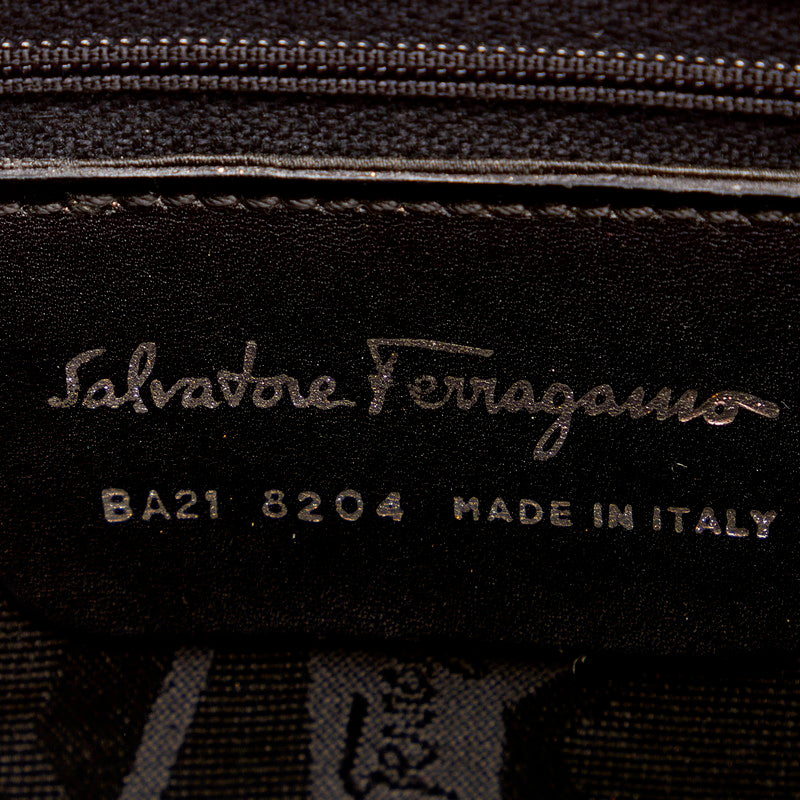 Salvatore Ferragamo
BA21 8204 MADE IN ITALY